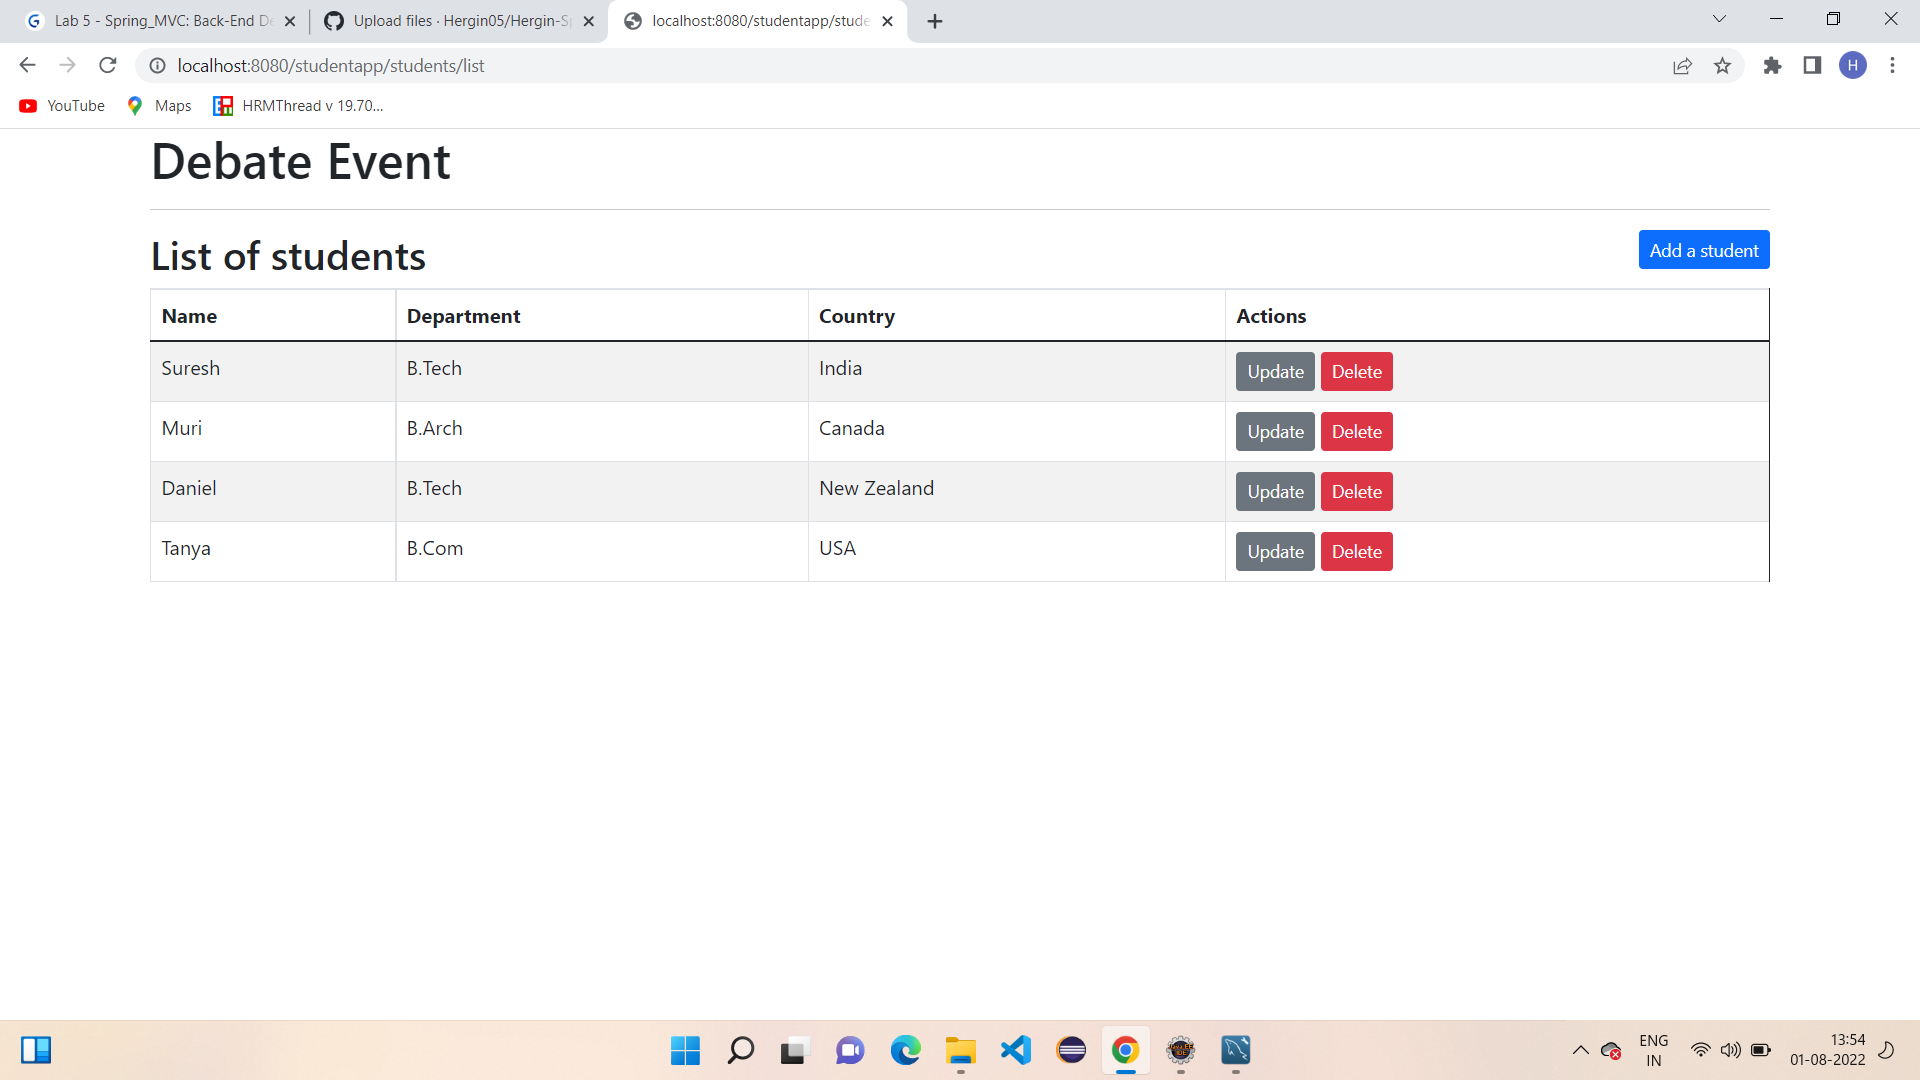 Lab 5 - Spring_MVC: Back-End De
Upload files · Hergin05/Hergin-Sp
localhost:8080/studentapp/stude
localhost:8080/studentapp/students/list
H
YouTube
Maps
HRMThread v 19.70...
Debate Event
List of students
Add a student
Name Department Country Actions
Suresh B.Tech India Update Delete
Muri B.Arch Canada Update Delete
Daniel B.Tech New Zealand Update Delete
Tanya B.Com USA Update Delete
ENG
IN
13:54
01-08-2022